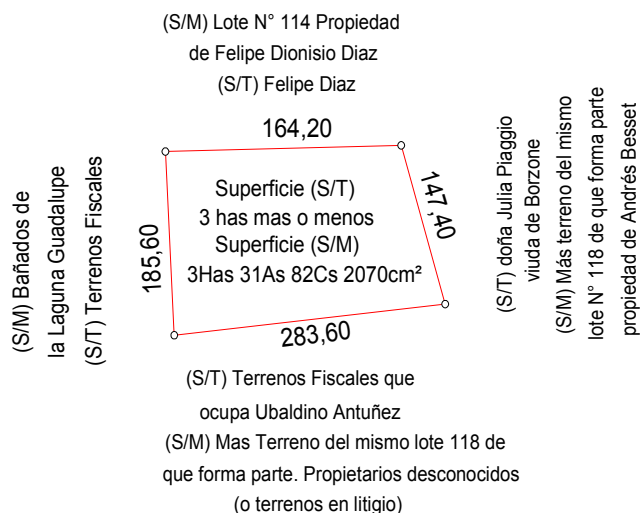 (S/M) Lote N° 114 Propiedad
de Felipe Dionisio Diaz
(S/T) Felipe Diaz
164,20
147,40
185,60
283,60
Superficie (S/T)
3 has mas o menos
Superficie (S/M)
3Has 31As 82Cs 2070cm²
(S/M) Bañados de
la Laguna Guadalupe
(S/T) Terrenos Fiscales
(S/T) doña Julia Piaggio
viuda de Borzone
(S/M) Más terreno del mismo
lote N° 118 de que forma parte
propiedad de Andrés Besset
(S/T) Terrenos Fiscales que
ocupa Ubaldino Antuñez
(S/M) Mas Terreno del mismo lote 118 de
que forma parte. Propietarios desconocidos
(o terrenos en litigio)